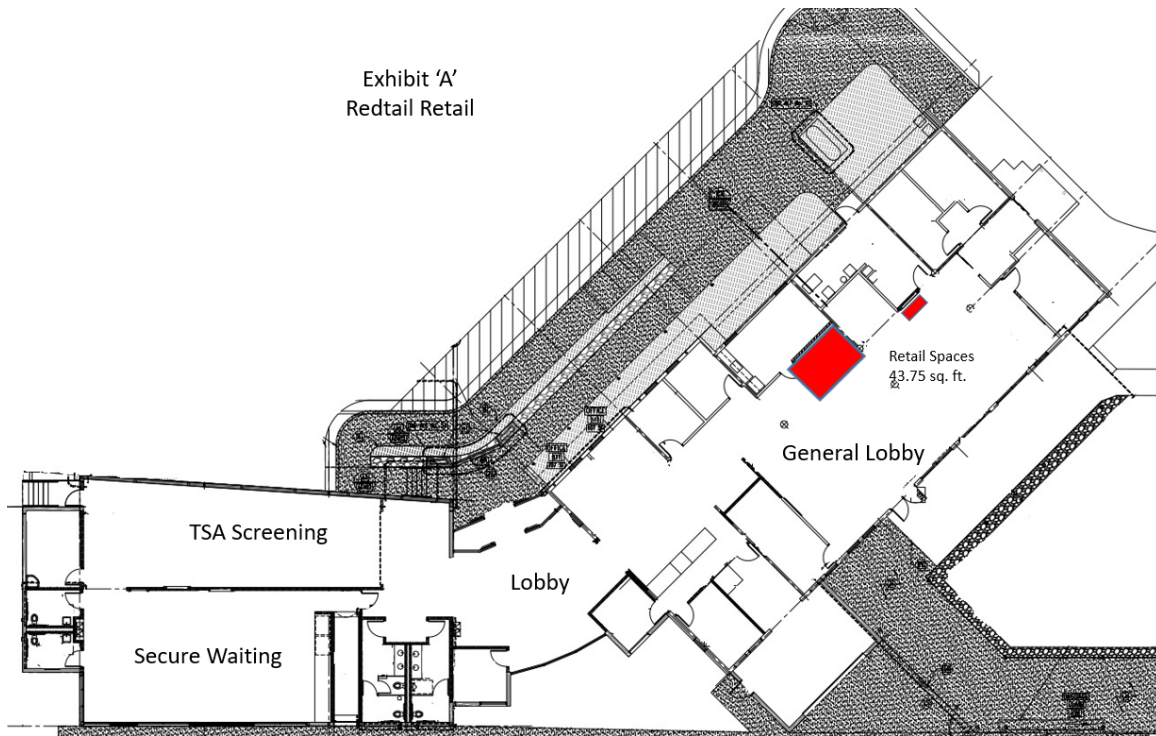 Exhibit ‘A’
Redtail Retail
Retail Spaces
43.75 sq. ft.
General Lobby
TSA Screening
Lobby
Secure Waiting